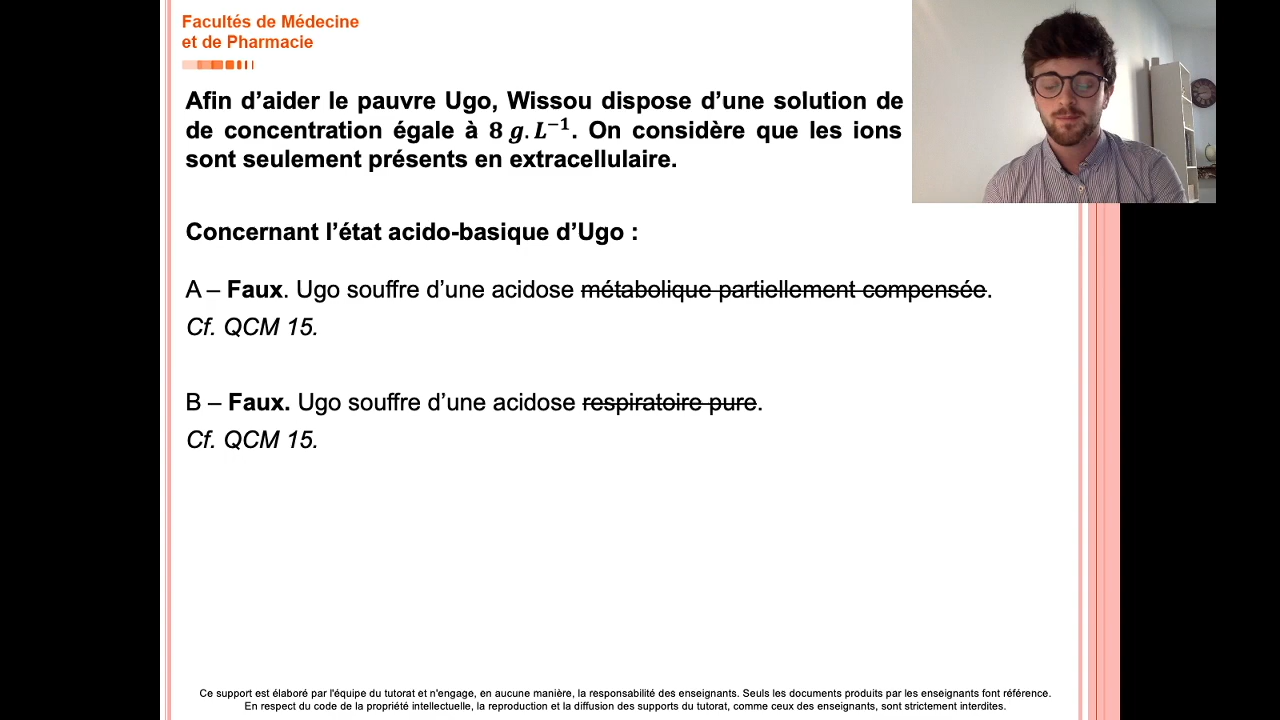 Facultés de Médecine
et de Pharmacie
Afin d’aider le pauvre Ugo, Wissou dispose d’une solution de
de concentration égale à 8 g.L⁻¹. On considère que les ions
sont seulement présents en extracellulaire.
Concernant l’état acido-basique d’Ugo :
A – Faux. Ugo souffre d’une acidose métabolique partiellement compensée.
Cf. QCM 15.
B – Faux. Ugo souffre d’une acidose respiratoire pure.
Cf. QCM 15.
Ce support est élaboré par l'équipe du tutorat et n'engage, en aucune manière, la responsabilité des enseignants. Seuls les documents produits par les enseignants font référence.
En respect du code de la propriété intellectuelle, la reproduction et la diffusion des supports du tutorat, comme ceux des enseignants, sont strictement interdites.